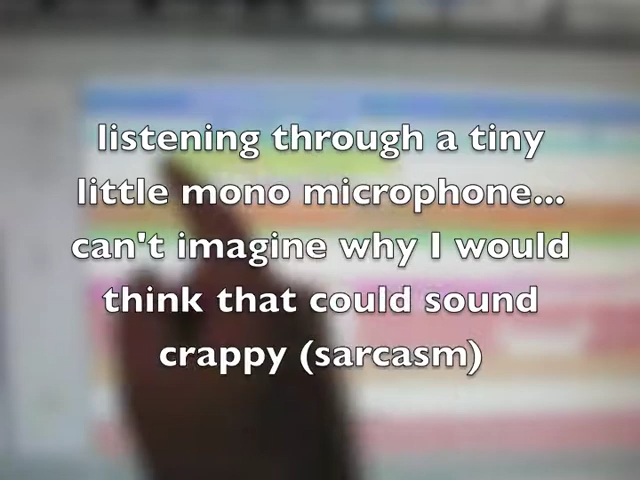 listening through a tiny
little mono microphone...
can't imagine why I would
think that could sound
crappy (sarcasm)